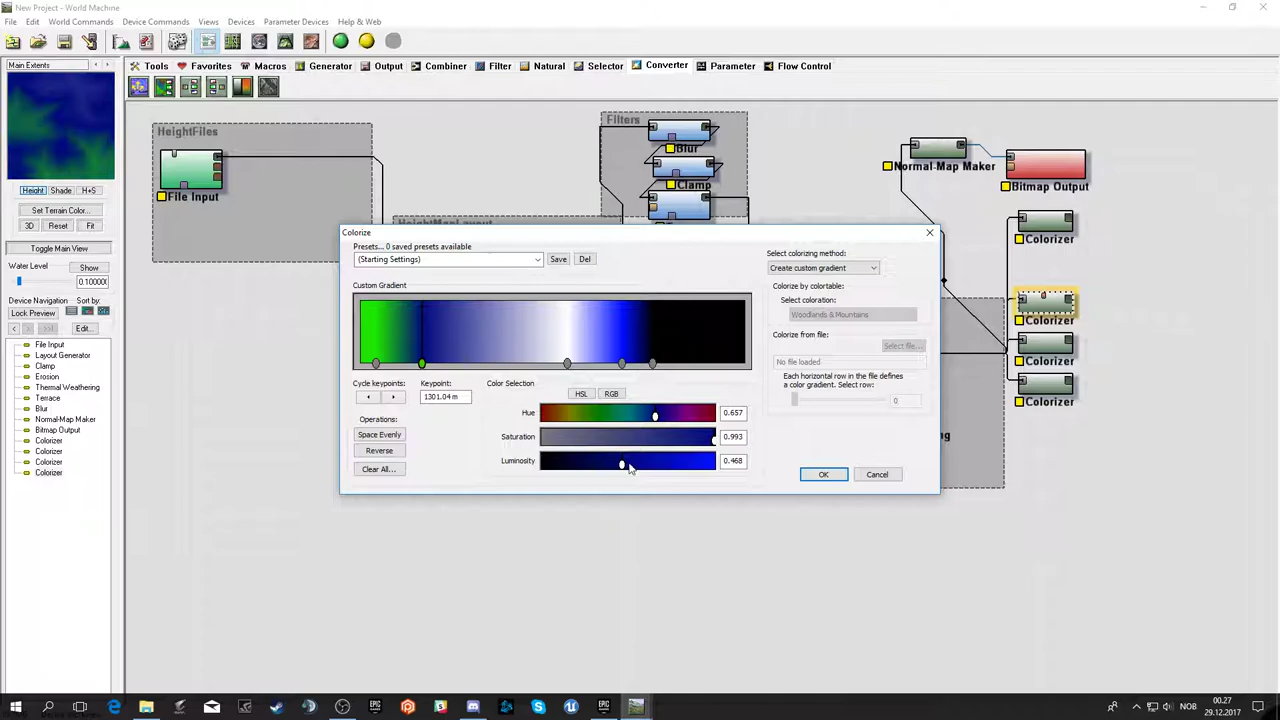 New Project - World Machine
File Edit World Commands Device Commands Views Devices Parameter Devices Help & Web
Main Extents
Tools Favorites Macros Generator Output Combiner Filter Natural Selector Converter Parameter Flow Control
HeightFiles
File Input
Filters
Blur
Clamp
Normal-Map Maker
Bitmap Output
Colorizer
Colorizer
Colorizer
Colorizer
Height Shade H+S
Set Terrain Color...
3D Reset Fit
Toggle Main View
Water Level Show
0.10000
Device Navigation Sort by:
Lock Preview
Edit...
File Input
Layout Generator
Clamp
Erosion
Thermal Weathering
Terrace
Blur
Normal-Map Maker
Bitmap Output
Colorizer
Colorizer
Colorizer
Colorizer
Colorize
Presets... 0 saved presets available
(Starting Settings) Save Del
Custom Gradient
Cycle keypoints: Keypoint:
1301.04 m
Operations:
Space Evenly
Reverse
Clear All...
Color Selection
HSL RGB
Hue 0.657
Saturation 0.993
Luminosity 0.468
Select colorizing method:
Create custom gradient
Colorize by colortable:
Select coloration:
Woodlands & Mountains
Colorize from file:
Select file...
No file loaded
Each horizontal row in the file defines
a color gradient. Select row:
0
OK Cancel
NOB
00.27
29.12.2017